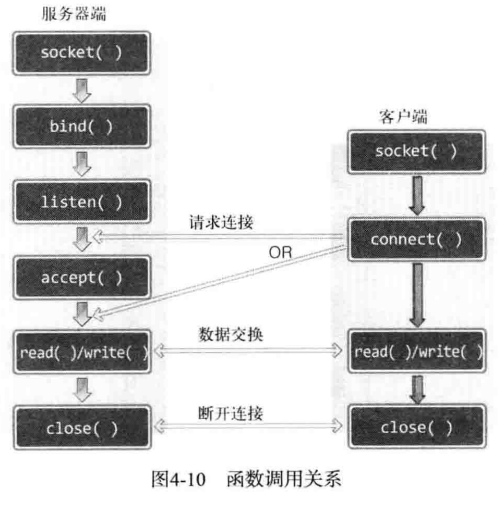 服务器端
socket( )
bind( )
listen( )
accept( )
read( )/write( )
close( )
客户端
socket( )
connect( )
read( )/write( )
close( )
请求连接
OR
数据交换
断开连接
图4-10 函数调用关系